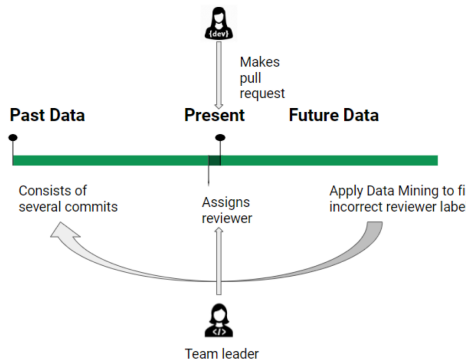 {dev}
Makes
pull
request
Past Data
Present
Future Data
Consists of
several commits
Assigns
reviewer
Apply Data Mining to fi
incorrect reviewer labe
</>
Team leader